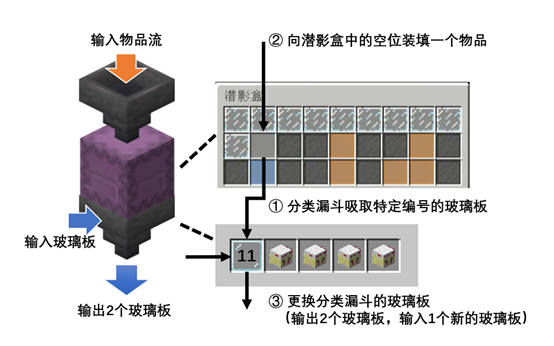 输入物品流
② 向潜影盒中的空位装填一个物品
潜影盒
① 分类漏斗吸取特定编号的玻璃板
输入玻璃板
11
输出2个玻璃板
③ 更换分类漏斗的玻璃板
（输出2个玻璃板，输入1个新的玻璃板）